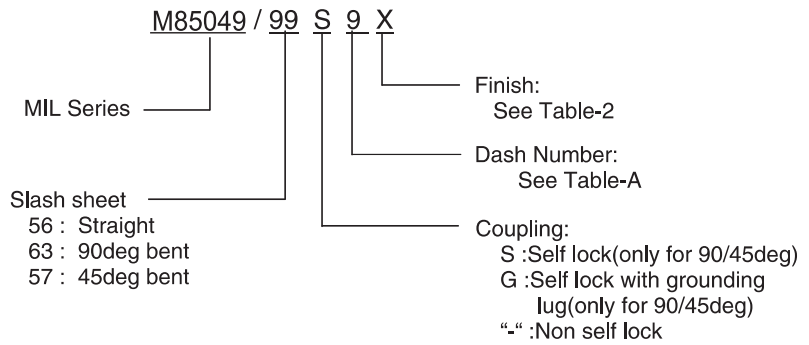 M85049 / 99 S 9 X
MIL Series
Slash sheet
56 : Straight
63 : 90deg bent
57 : 45deg bent
Finish:
See Table-2
Dash Number:
See Table-A
Coupling:
S :Self lock(only for 90/45deg)
G :Self lock with grounding
lug(only for 90/45deg)
“-“ :Non self lock